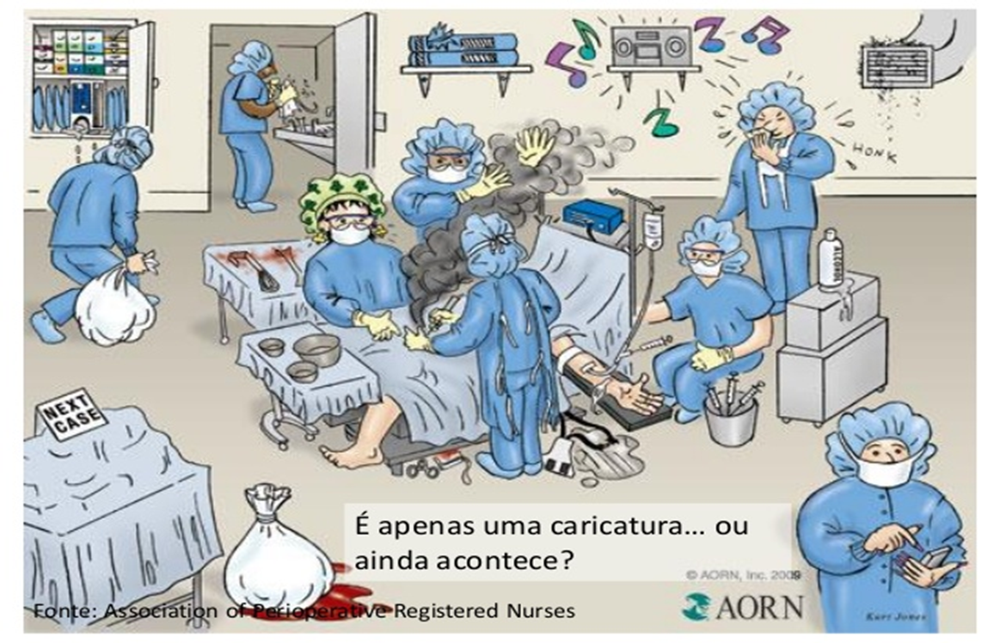 HONK
ALCOHOL
NEXT
CASE
É apenas uma caricatura... ou
ainda acontece?
© AORN, Inc. 2009
AORN
Fonte: Association of Perioperative Registered Nurses
Kurt Jones